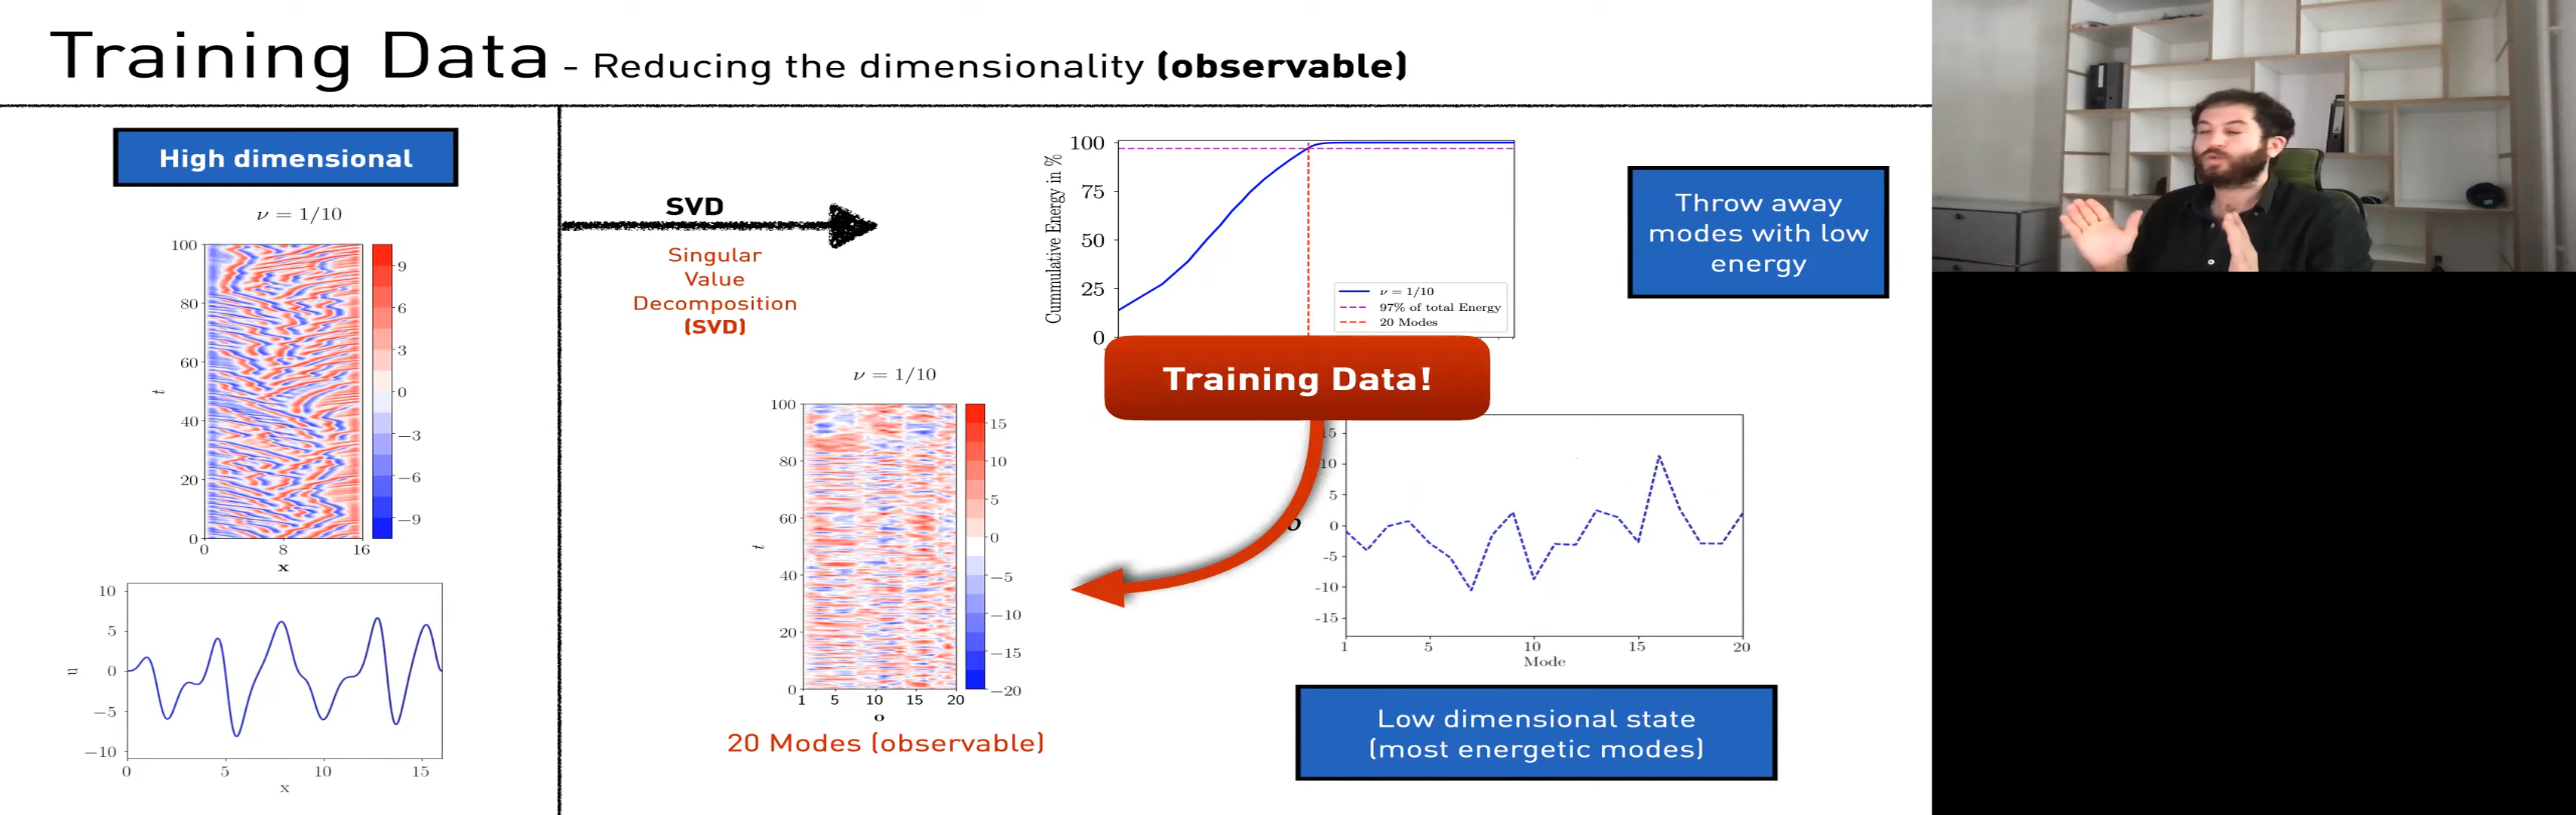 Training Data - Reducing the dimensionality (observable)
High dimensional
ν = 1/10
100
80
60
40
20
0
t
0 8 16
x
9
6
3
0
−3
−6
−9
10
5
0
−5
−10
u
0 5 10 15
x
SVD
Singular
Value
Decomposition
(SVD)
100
75
50
25
0
Cummulative Energy in %
ν = 1/10
97% of total Energy
20 Modes
Throw away
modes with low
energy
Training Data!
ν = 1/10
100
80
60
40
20
0
t
1 5 10 15 20
o
15
10
5
0
−5
−10
−15
−20
20 Modes (observable)
15
10
5
0
-5
-10
-15
o
1 5 10 15 20
Mode
Low dimensional state
(most energetic modes)